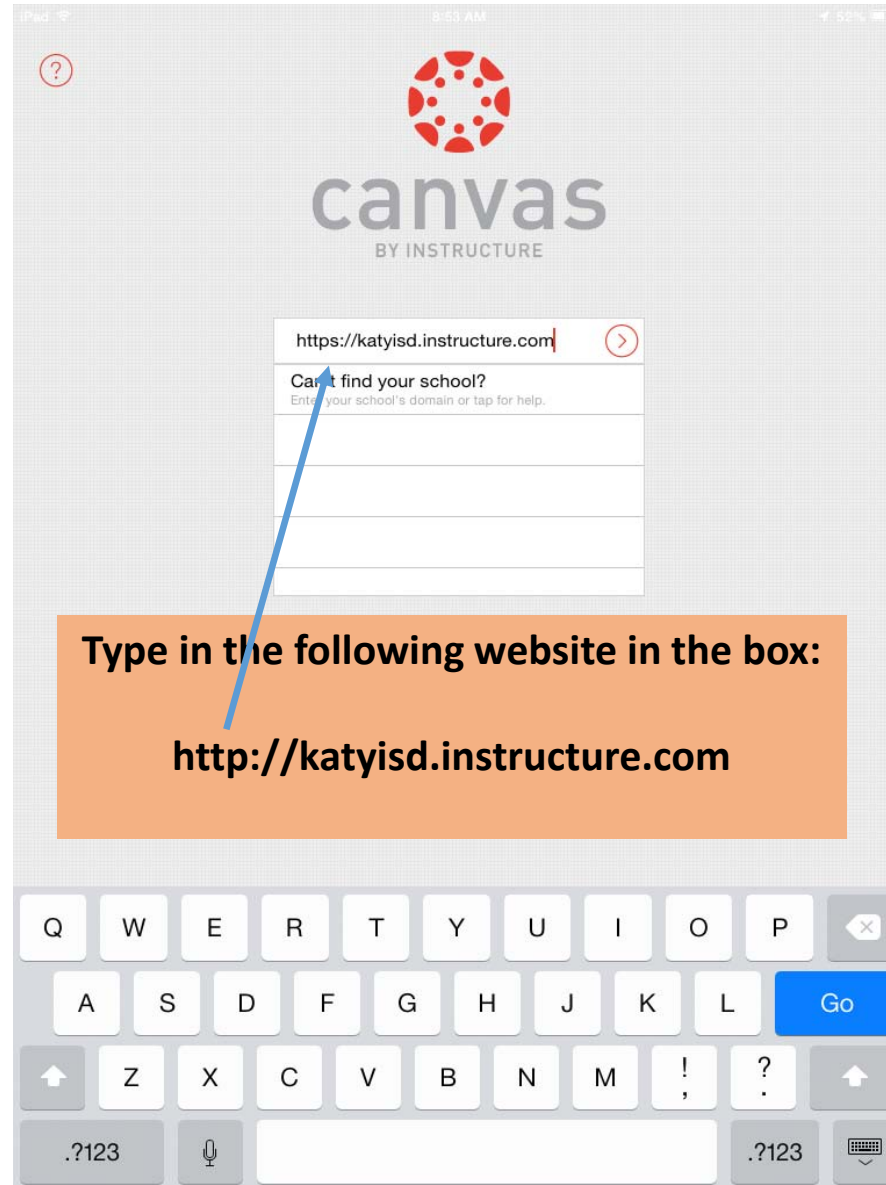 iPad 8:53 AM 52%
?
canvas
BY INSTRUCTURE
https://katyisd.instructure.com
Can't find your school?
Enter your school's domain or tap for help.
Type in the following website in the box:
http://katyisd.instructure.com
Q W E R T Y U I O P
A S D F G H J K L Go
Z X C V B N M ! , ? .
.?123 .?123